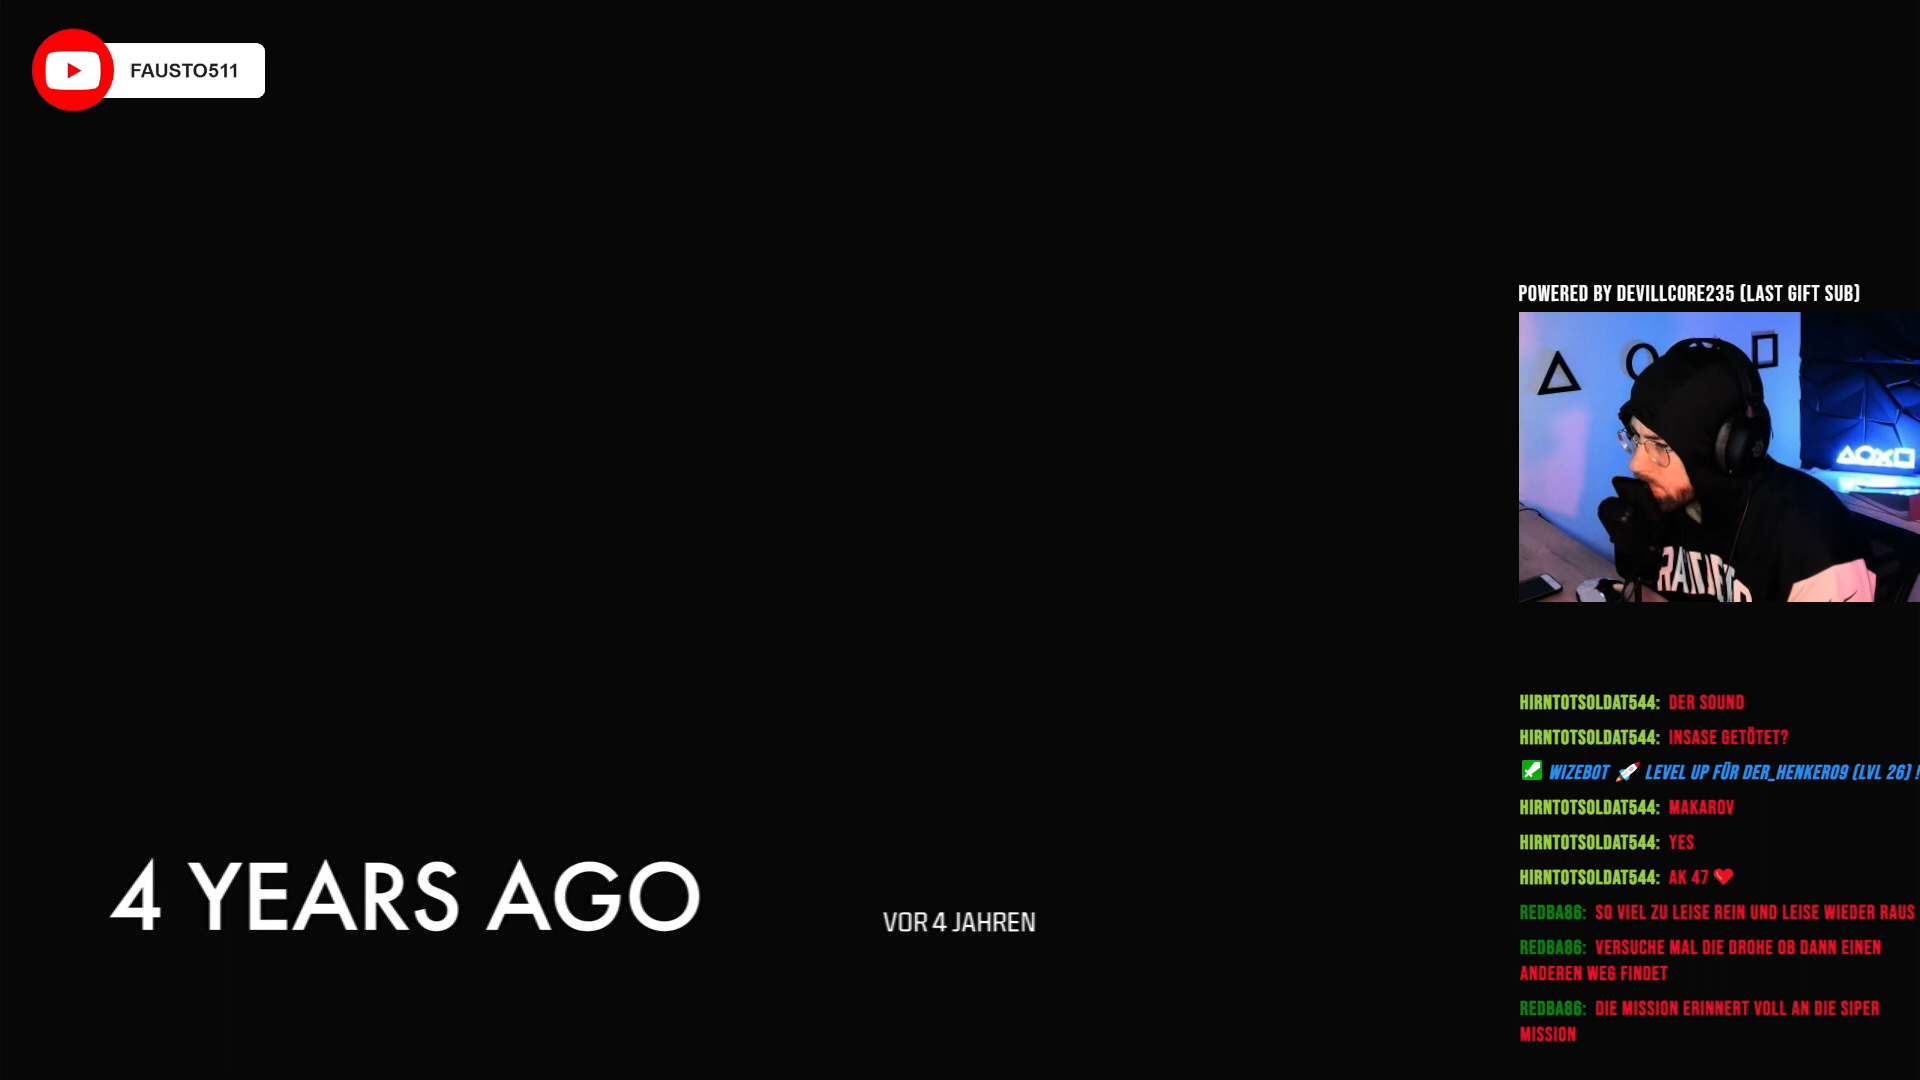 FAUSTO511
POWERED BY DEVILLCORE235 (LAST GIFT SUB)
HIRNTOTSOLDAT544: DER SOUND
HIRNTOTSOLDAT544: INSASE GETÖTET?
WIZEBOT 🚀 LEVEL UP FÜR DER_HENKER09 (LVL 26) !
HIRNTOTSOLDAT544: MAKAROV
HIRNTOTSOLDAT544: YES
HIRNTOTSOLDAT544: AK 47 ❤
REDBA86: SO VIEL ZU LEISE REIN UND LEISE WIEDER RAUS
REDBA86: VERSUCHE MAL DIE DROHE OB DANN EINEN
ANDEREN WEG FINDET
REDBA86: DIE MISSION ERINNERT VOLL AN DIE SIPER
MISSION
4 YEARS AGO
VOR 4 JAHREN